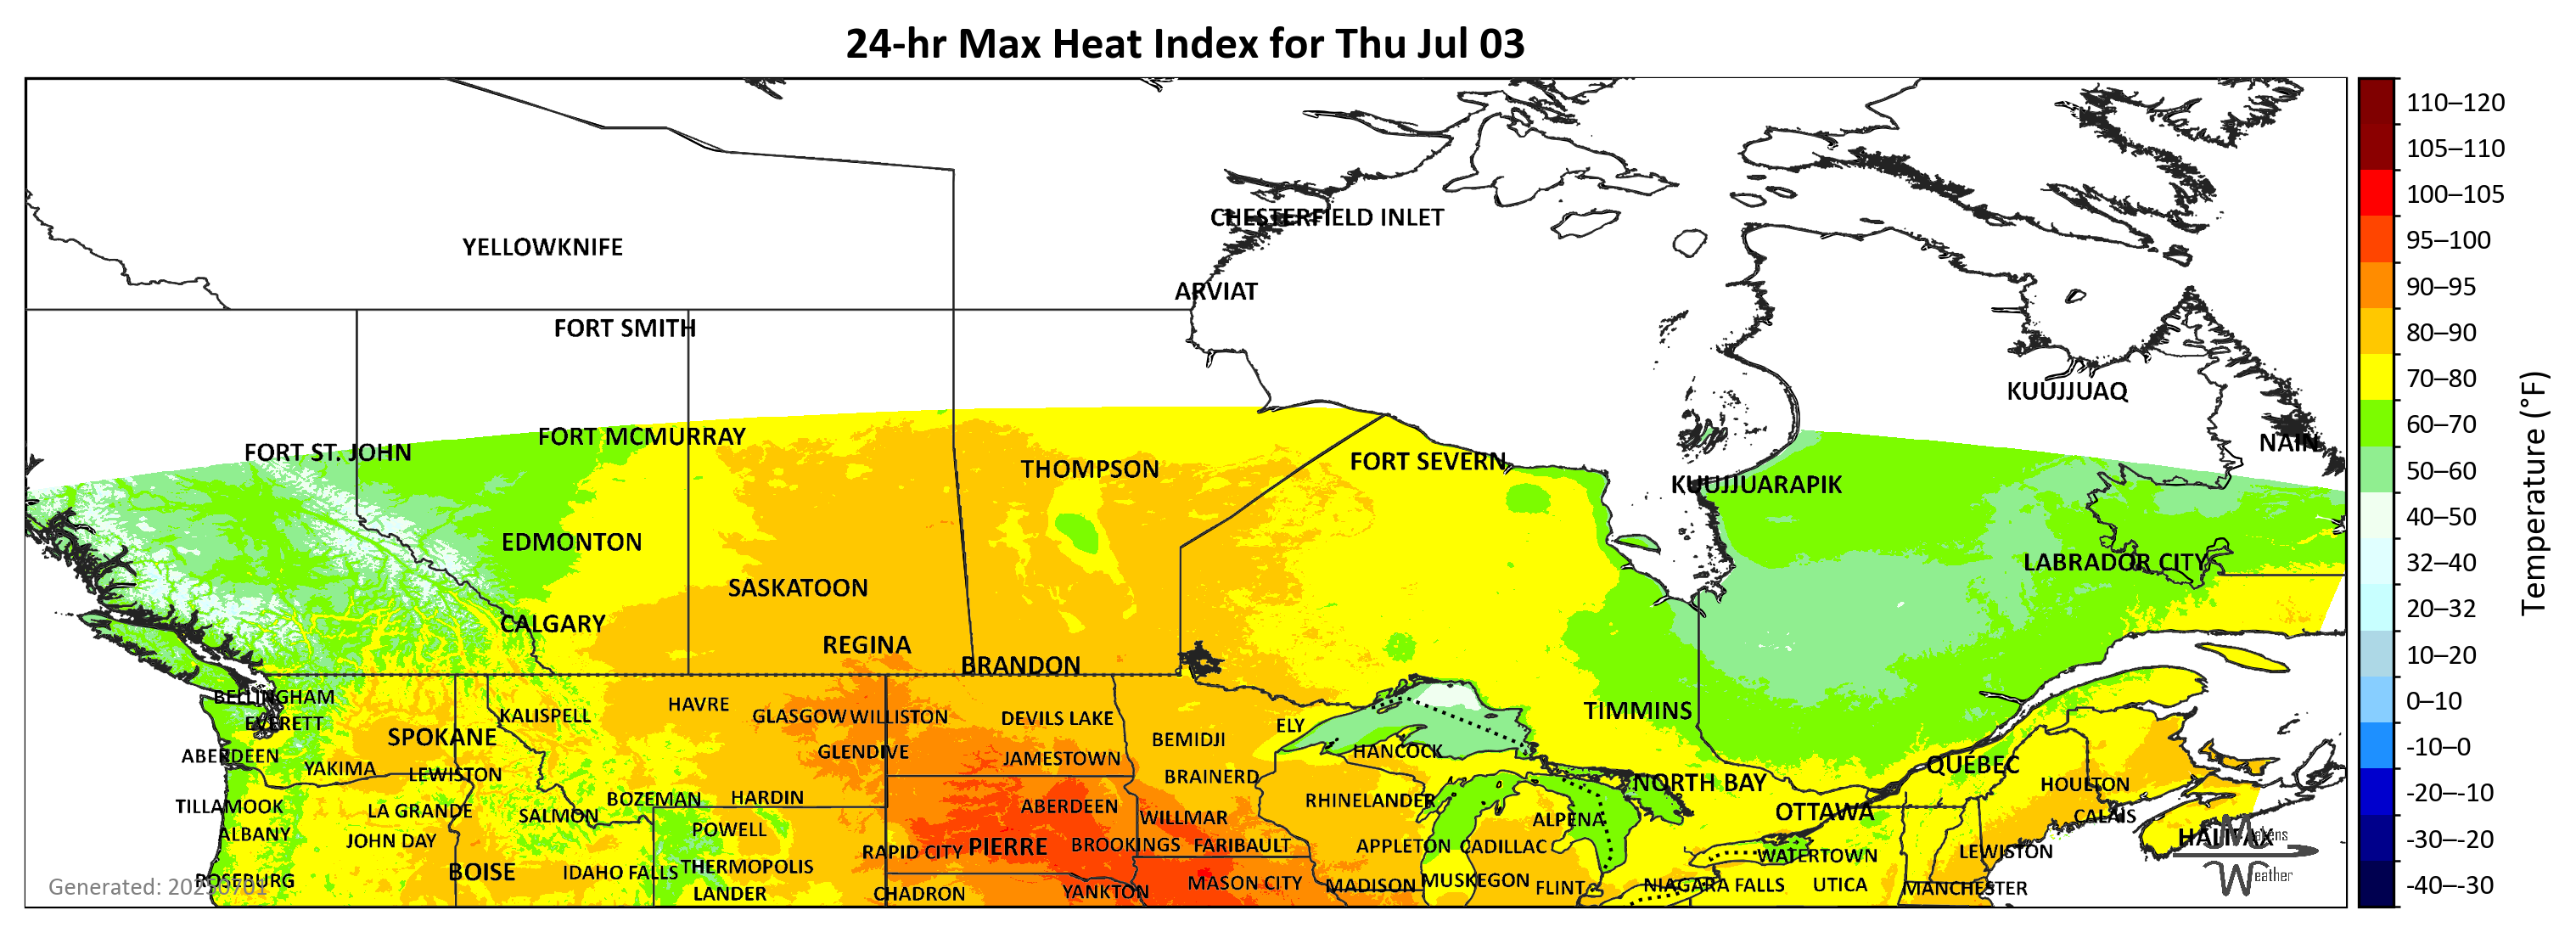 24-hr Max Heat Index for Thu Jul 03
110–120
105–110
CHESTERFIELD INLET
100–105
YELLOWKNIFE
95–100
ARVIAT
90–95
FORT SMITH
80–90
KUUJJUAQ
70–80
FORT ST. JOHN
FORT MCMURRAY
THOMPSON
FORT SEVERN
NAIN
60–70
KUUJJUARAPIK
50–60
EDMONTON
40–50
LABRADOR CITY
32–40
SASKATOON
20–32
CALGARY
REGINA
BRANDON
10–20
BELLINGHAM
EVERETT
KALISPELL
HAVRE
GLASGOW
WILLISTON
DEVILS LAKE
ELY
TIMMINS
0–10
ABERDEEN
SPOKANE
GLENDIVE
JAMESTOWN
BEMIDJI
HANCOCK
-10–0
YAKIMA
LEWISTON
BRAINERD
NORTH BAY
QUÉBEC
HOULTON
TILLAMOOK
LA GRANDE
SALMON
BOZEMAN
HARDIN
ABERDEEN
WILLMAR
RHINELANDER
ALPENA
OTTAWA
CALAIS
-20–-10
ALBANY
JOHN DAY
POWELL
RAPID CITY
PIERRE
BROOKINGS
FARIBAULT
APPLETON
CADILLAC
WATERTOWN
LEWISTON
HALIFAX
Makens
Weather
-30–-20
ROSEBURG
BOISE
IDAHO FALLS
THERMOPOLIS
LANDER
CHADRON
YANKTON
MASON CITY
MADISON
MUSKEGON
FLINT
NIAGARA FALLS
UTICA
MANCHESTER
-40–-30
Generated: 20250701
Temperature (°F)